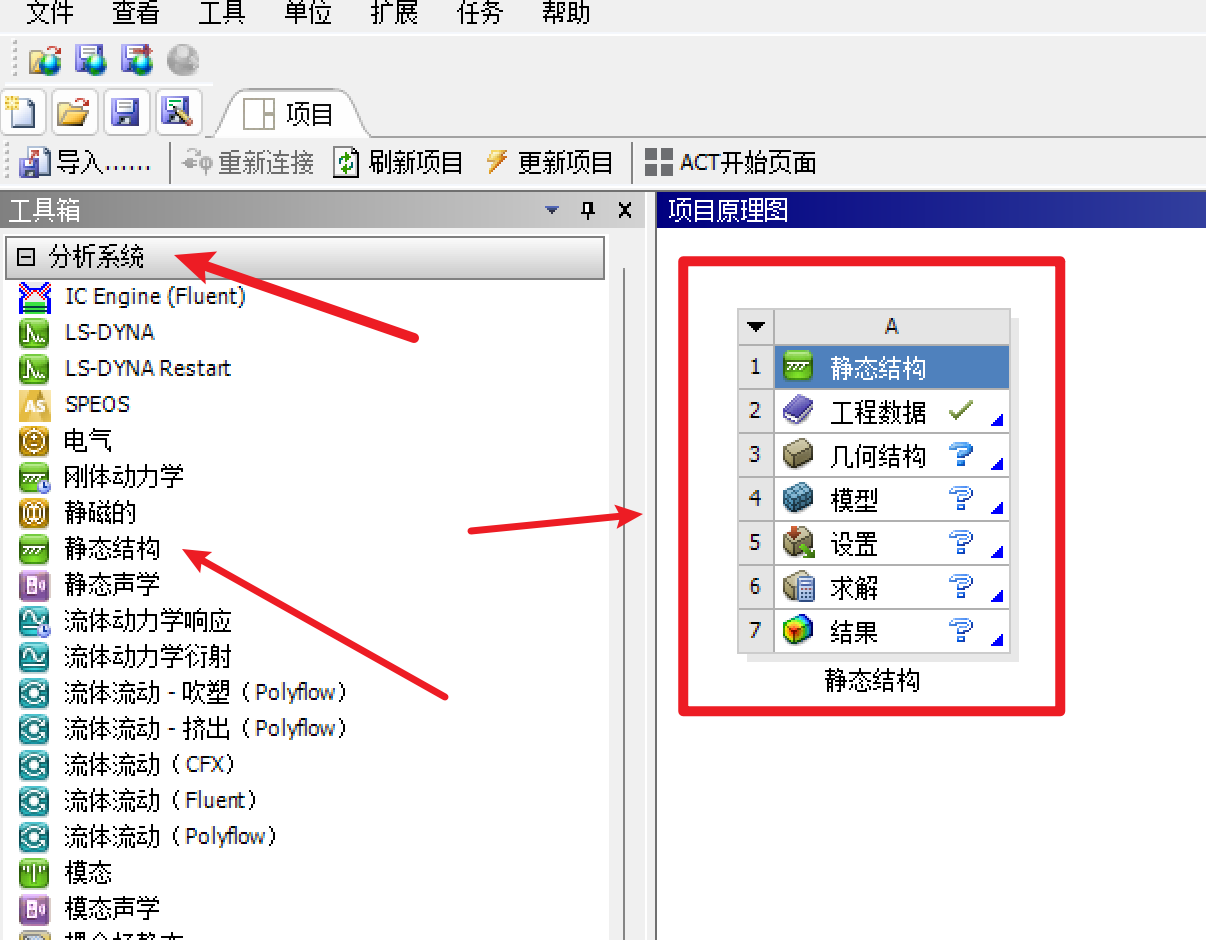 文件 查看 工具 单位 扩展 任务 帮助
项目
导入...... 重新连接 刷新项目 更新项目 ACT开始页面
工具箱
分析系统
IC Engine (Fluent)
LS-DYNA
LS-DYNA Restart
AS SPEOS
电气
刚体动力学
静磁的
静态结构
静态声学
流体动力学响应
流体动力学衍射
流体流动 - 吹塑（Polyflow）
流体流动 - 挤出（Polyflow）
流体流动（CFX）
流体流动（Fluent）
流体流动（Polyflow）
模态
模态声学
项目原理图
A
1 静态结构
2 工程数据
3 几何结构 ?
4 模型 ?
5 设置 ?
6 求解 ?
7 结果 ?
静态结构